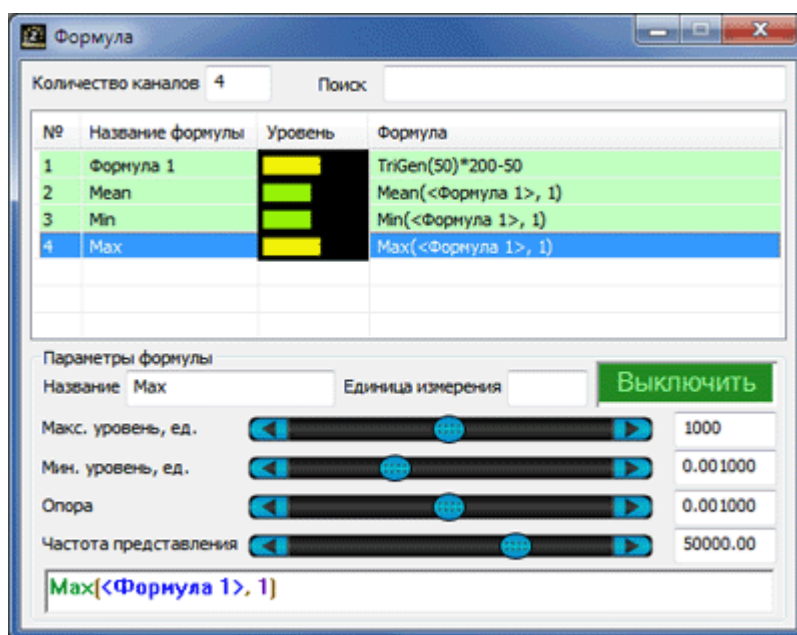 Формула
Количество каналов 4 Поиск
№ Название формулы Уровень Формула
1 Формула 1 TriGen(50)*200-50
2 Mean Mean(<Формула 1>, 1)
3 Min Min(<Формула 1>, 1)
4 Max Max(<Формула 1>, 1)
Параметры формулы
Название Max Единица измерения Выключить
Макс. уровень, ед. 1000
Мин. уровень, ед. 0.001000
Опора 0.001000
Частота представления 50000.00
Max(<Формула 1>, 1)